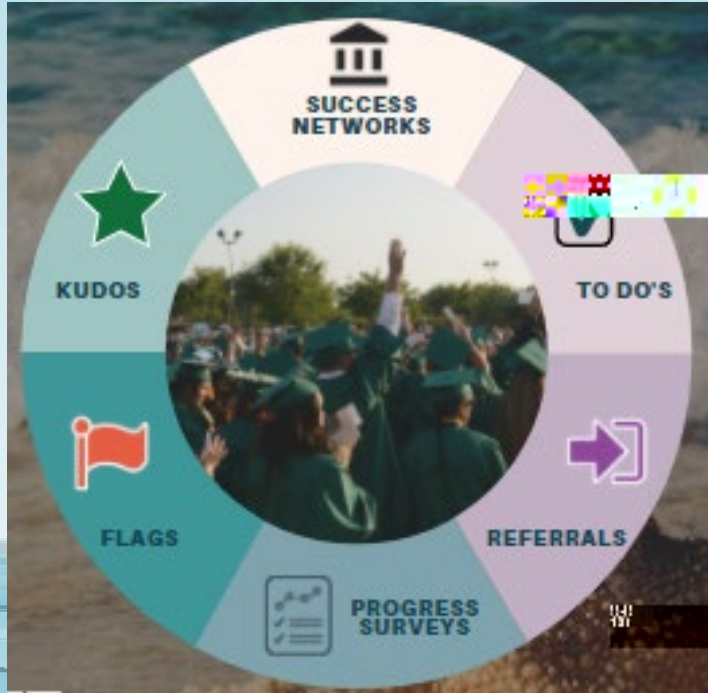 SUCCESS
NETWORKS
KUDOS
TO DO'S
FLAGS
REFERRALS
PROGRESS
SURVEYS